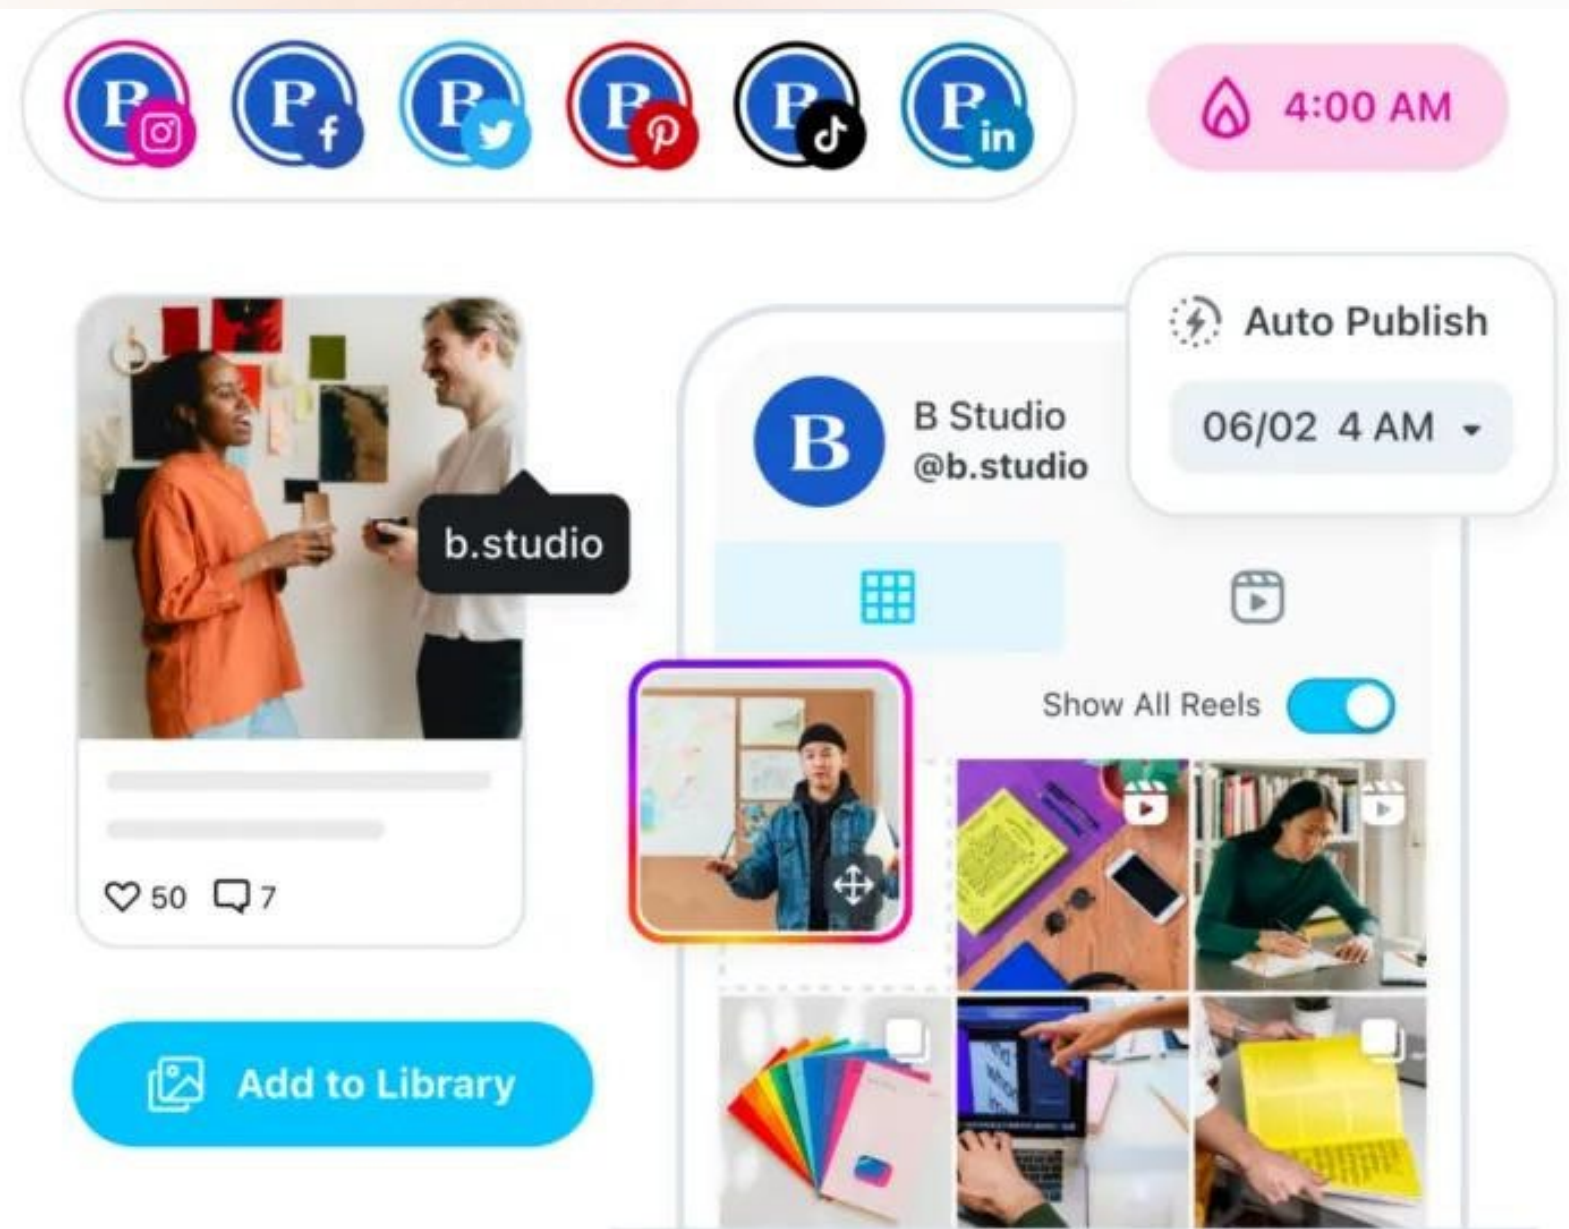 B B B B B B
4:00 AM
Auto Publish
06/02 4 AM
B
B Studio
@b.studio
b.studio
Show All Reels
50 7
Add to Library